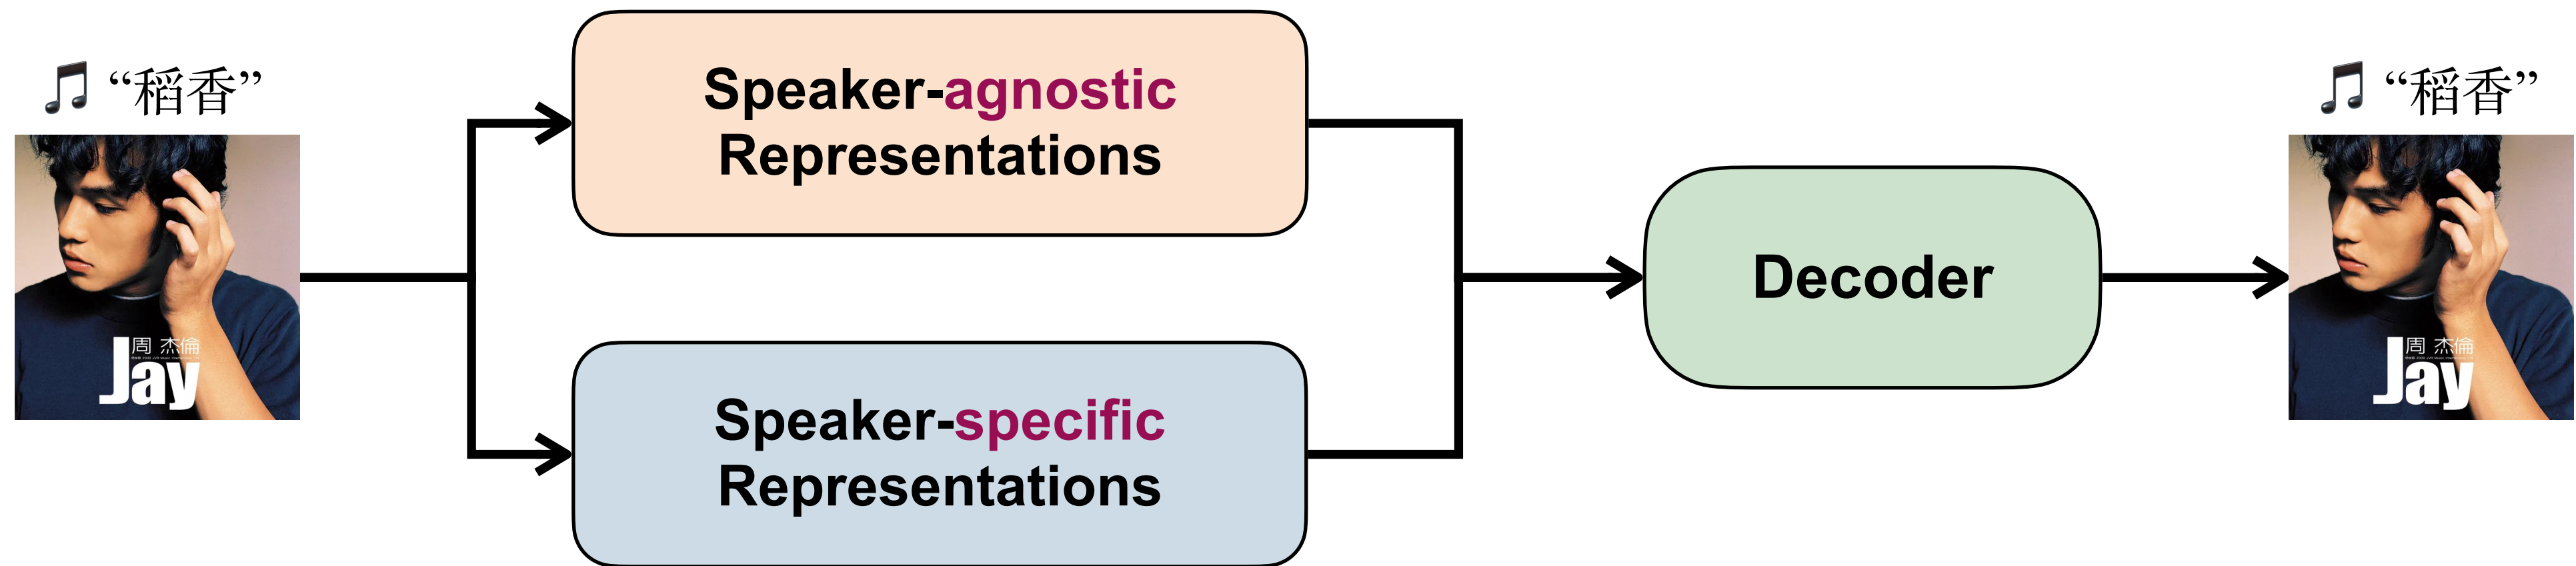 “稻香”
周杰倫
Jay
Speaker-agnostic
Representations
Speaker-specific
Representations
Decoder
“稻香”
周杰倫
Jay